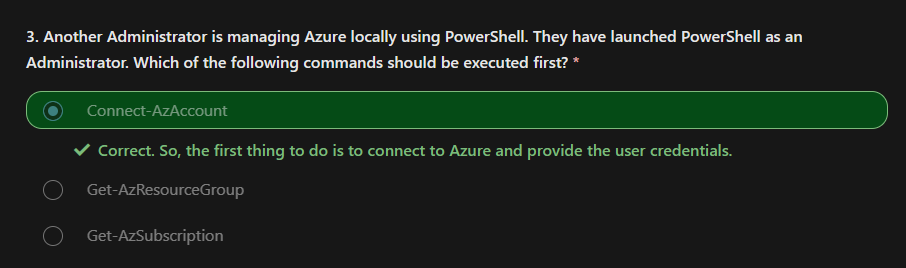 3. Another Administrator is managing Azure locally using PowerShell. They have launched PowerShell as an
Administrator. Which of the following commands should be executed first? *
Connect-AzAccount
Correct. So, the first thing to do is to connect to Azure and provide the user credentials.
Get-AzResourceGroup
Get-AzSubscription